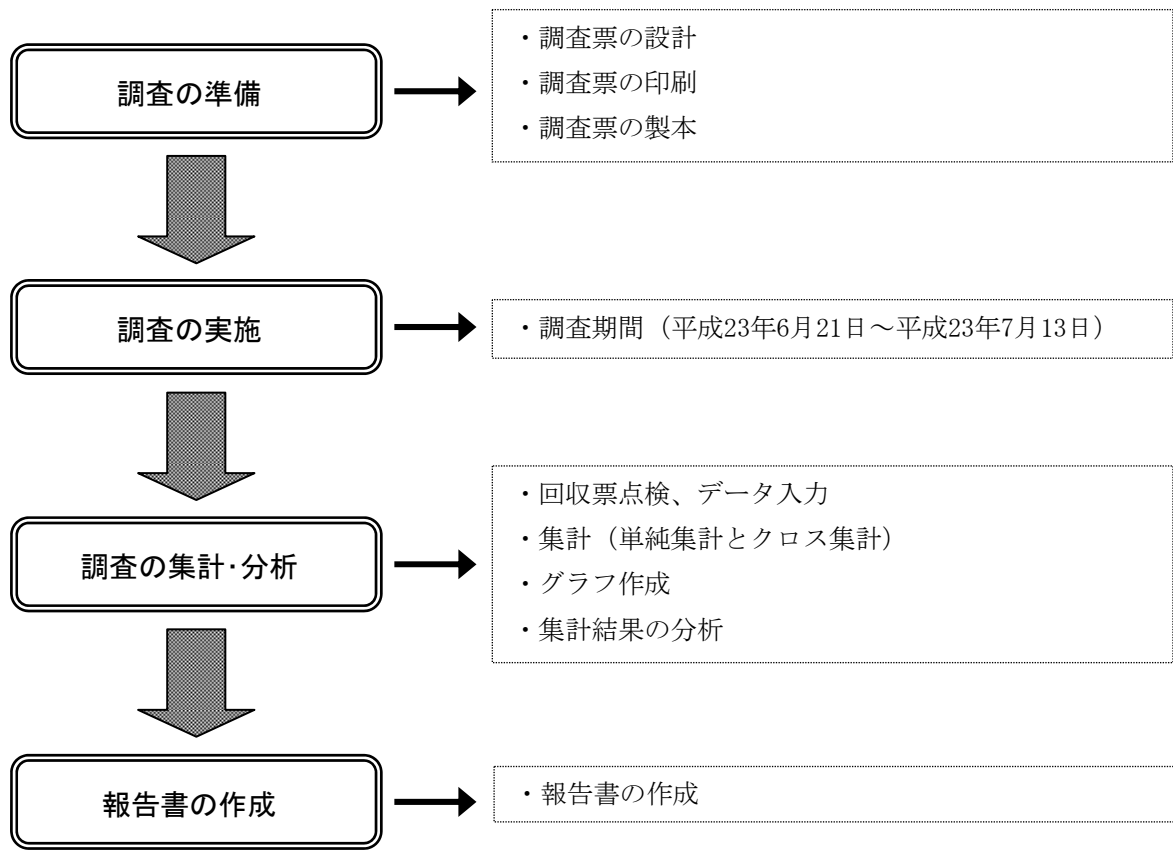 調査の準備
・調査票の設計
・調査票の印刷
・調査票の製本
調査の実施
・調査期間（平成23年6月21日～平成23年7月13日）
調査の集計・分析
・回収票点検、データ入力
・集計（単純集計とクロス集計）
・グラフ作成
・集計結果の分析
報告書の作成
・報告書の作成